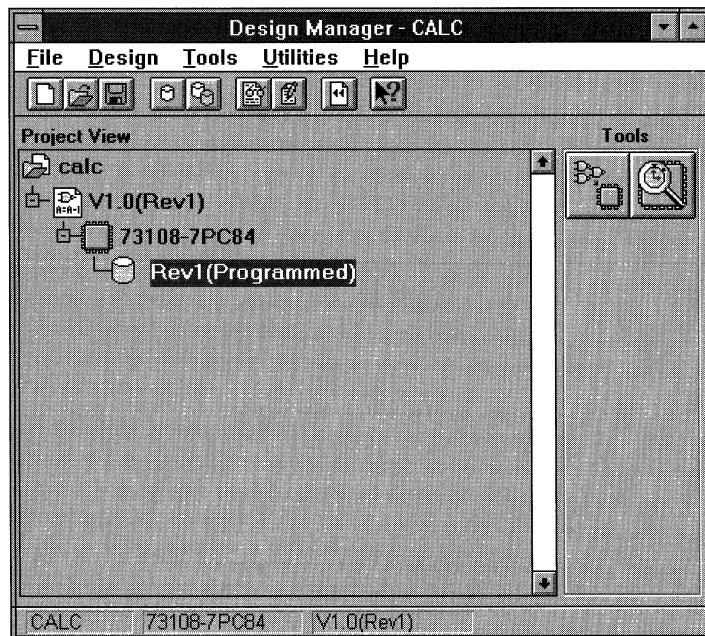 Design Manager - CALC
File Design Tools Utilities Help
Project View
Tools
calc
V1.0(Rev1)
73108-7PC84
Rev1(Programmed)
CALC 73108-7PC84 V1.0(Rev1)